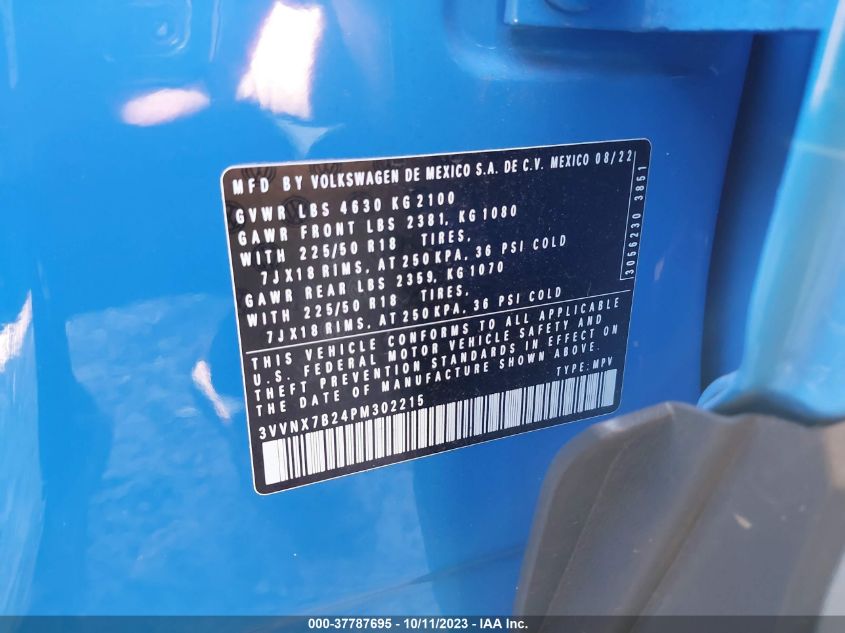 MFD BY VOLKSWAGEN DE MEXICO S.A. DE C.V. MEXICO 08/22
GVWR LBS 4630 KG 2100
GAWR FRONT LBS 2381, KG 1080
WITH 225/50 R18 TIRES,
7JX18 RIMS, AT 250 KPA, 36 PSI COLD
GAWR REAR LBS 2359, KG 1070
WITH 225/50 R18 TIRES,
7JX18 RIMS, AT 250 KPA, 36 PSI COLD
THIS VEHICLE CONFORMS TO ALL APPLICABLE
U.S. FEDERAL MOTOR VEHICLE SAFETY AND
THEFT PREVENTION STANDARDS IN EFFECT ON
THE DATE OF MANUFACTURE SHOWN ABOVE.
TYPE: MPV
3VVNX7B24PM302215
3056230 3851
000-37787695 - 10/11/2023 - IAA Inc.